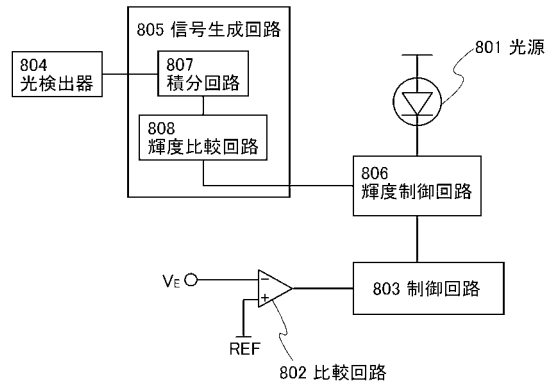 805 信号生成回路
804
光検出器
807
積分回路
808
輝度比較回路
801 光源
806
輝度制御回路
803 制御回路
VE
−
+
REF
802 比較回路